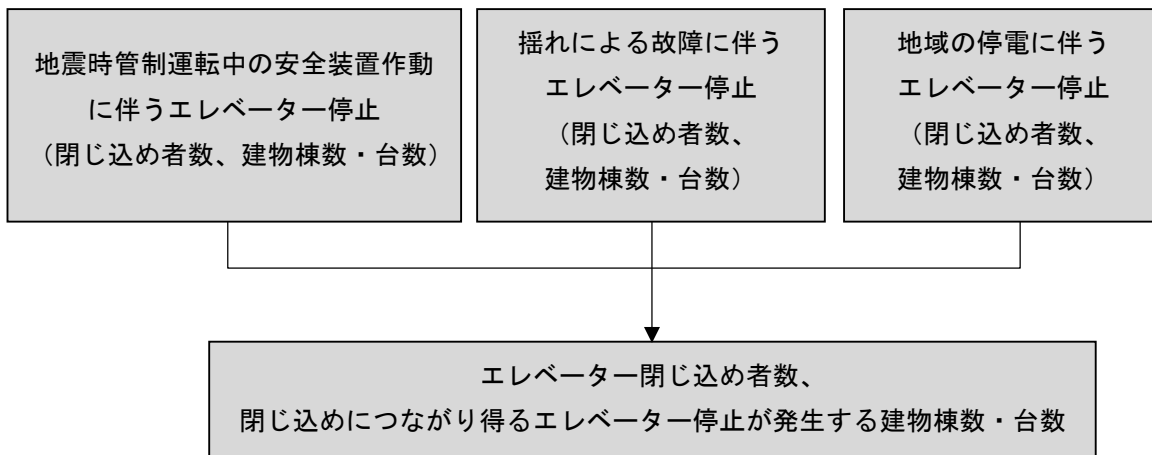 地震時管制運転中の安全装置作動
に伴うエレベーター停止
（閉じ込め者数、建物棟数・台数）
揺れによる故障に伴う
エレベーター停止
（閉じ込め者数、
建物棟数・台数）
地域の停電に伴う
エレベーター停止
（閉じ込め者数、
建物棟数・台数）
エレベーター閉じ込め者数、
閉じ込めにつながり得るエレベーター停止が発生する建物棟数・台数